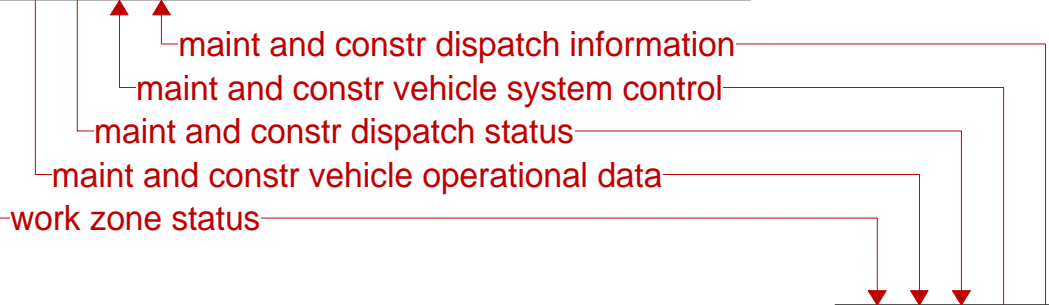 maint and constr dispatch information
maint and constr vehicle system control
maint and constr dispatch status
maint and constr vehicle operational data
work zone status